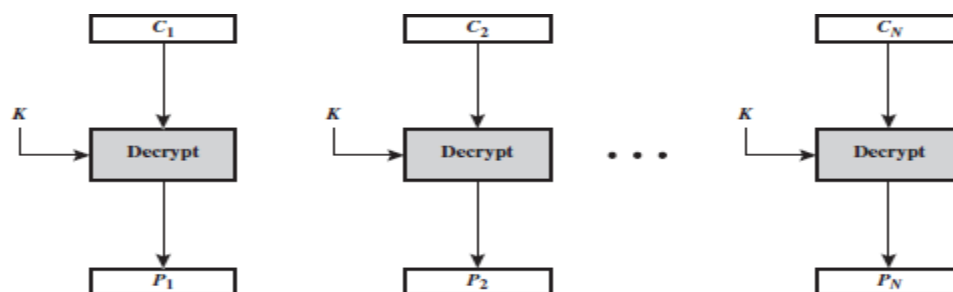 C1 C2 CN
K K K
Decrypt Decrypt . . . Decrypt
P1 P2 PN